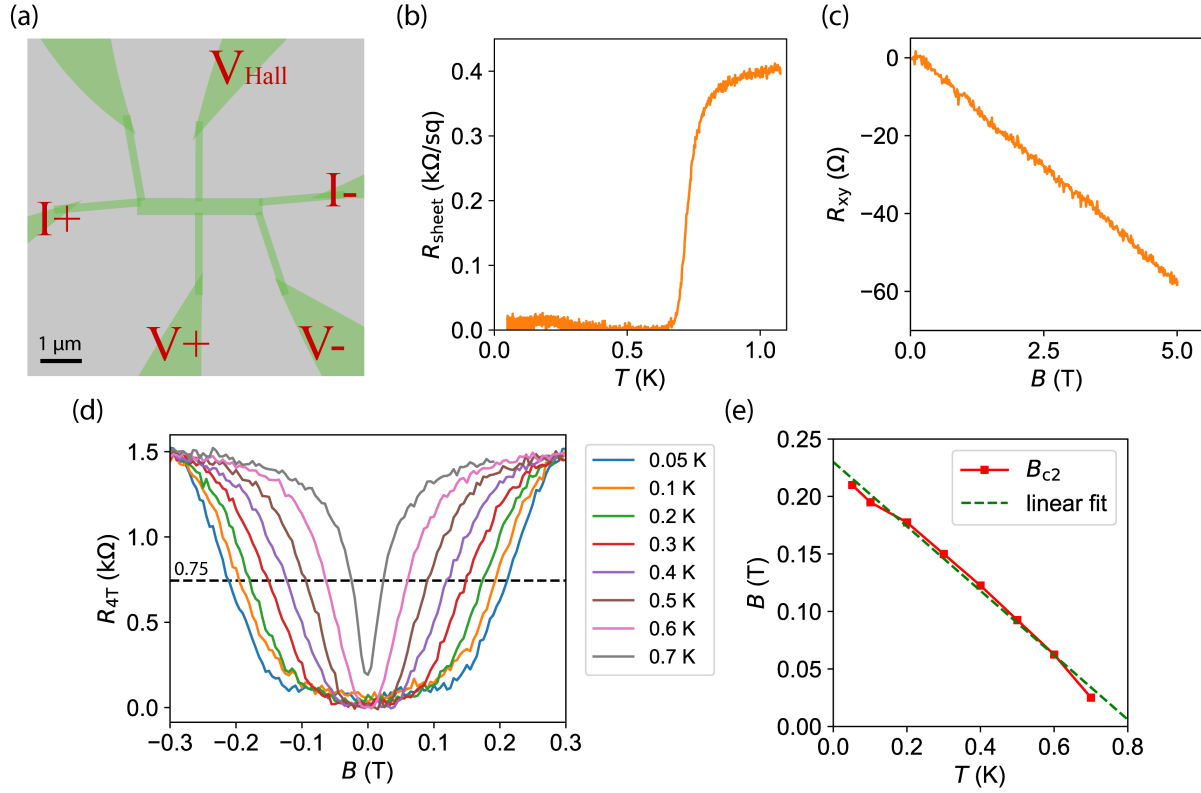 (a)
V Hall
I+
I-
V+
V-
1 μm
(b)
R_sheet (kΩ/sq)
0.4
0.3
0.2
0.1
0.0
0.0 0.5 1.0
T (K)
(c)
R_xy (Ω)
0
−20
−40
−60
0.0 2.5 5.0
B (T)
(d)
R_4T (kΩ)
1.5
1.0
0.5
0.0
0.75
−0.3 −0.2 −0.1 0.0 0.1 0.2 0.3
B (T)
0.05 K
0.1 K
0.2 K
0.3 K
0.4 K
0.5 K
0.6 K
0.7 K
(e)
B (T)
0.25
0.20
0.15
0.10
0.05
0.00
B_c2
linear fit
0.0 0.2 0.4 0.6 0.8
T (K)